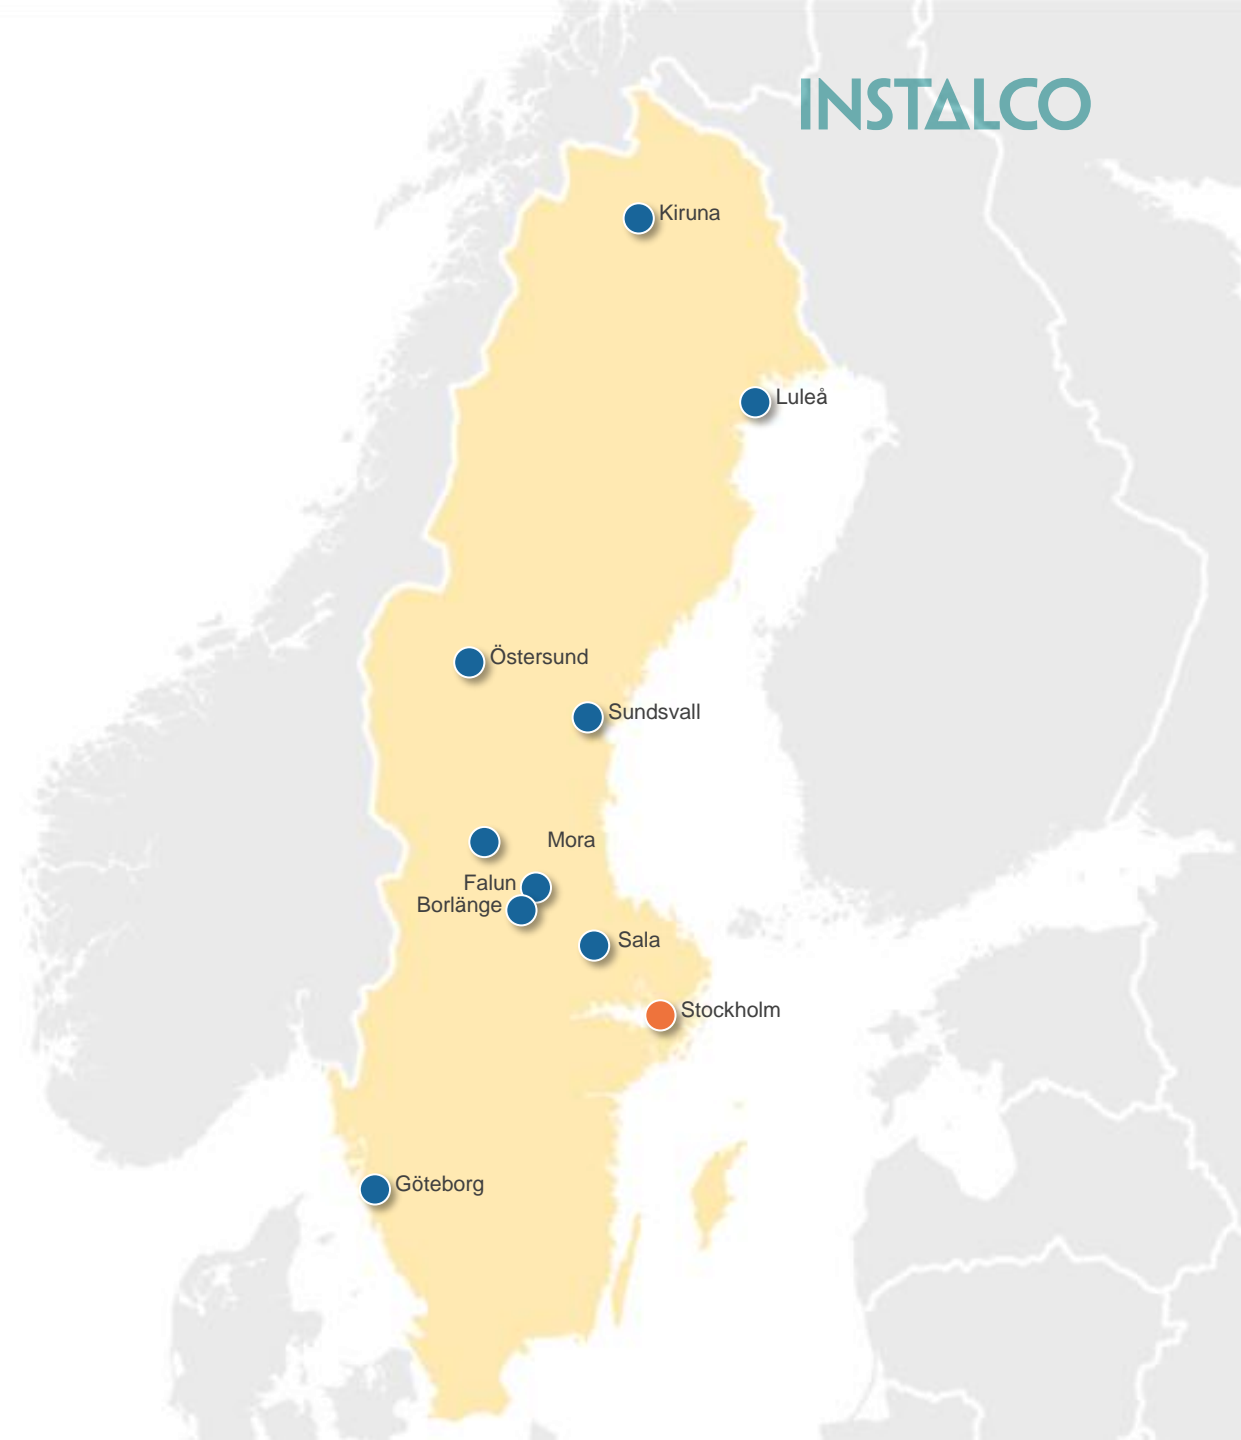 INSTALCO
Kiruna
Luleå
Östersund
Sundsvall
Mora
Falun
Borlänge
Sala
Stockholm
Göteborg